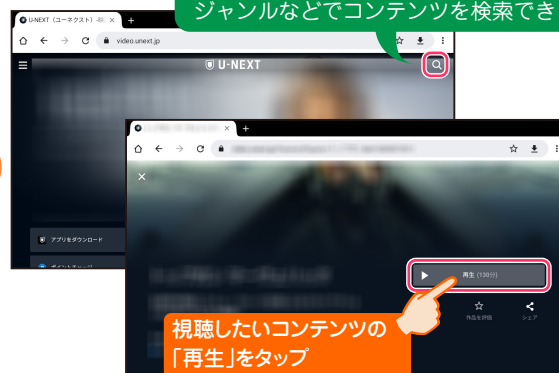 ジャンルなどでコンテンツを検索でき
U-NEXT（ユーネクスト）-映
video.unext.jp
U-NEXT
アプリをダウンロード
再生 (130分)
作品を評価
シェア
視聴したいコンテンツの
「再生」をタップ